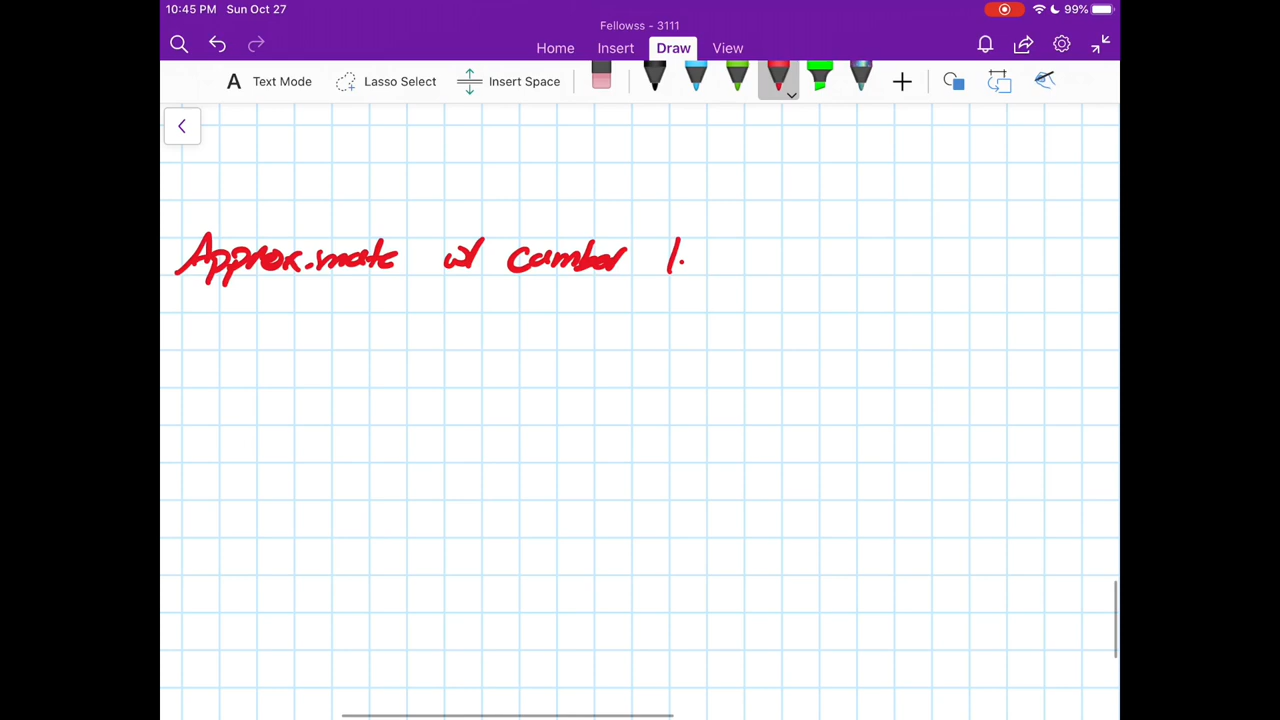 10:45 PM Sun Oct 27
99%
Fellowss - 3111
Home Insert Draw View
A Text Mode Lasso Select Insert Space
Approximate w/ camber li